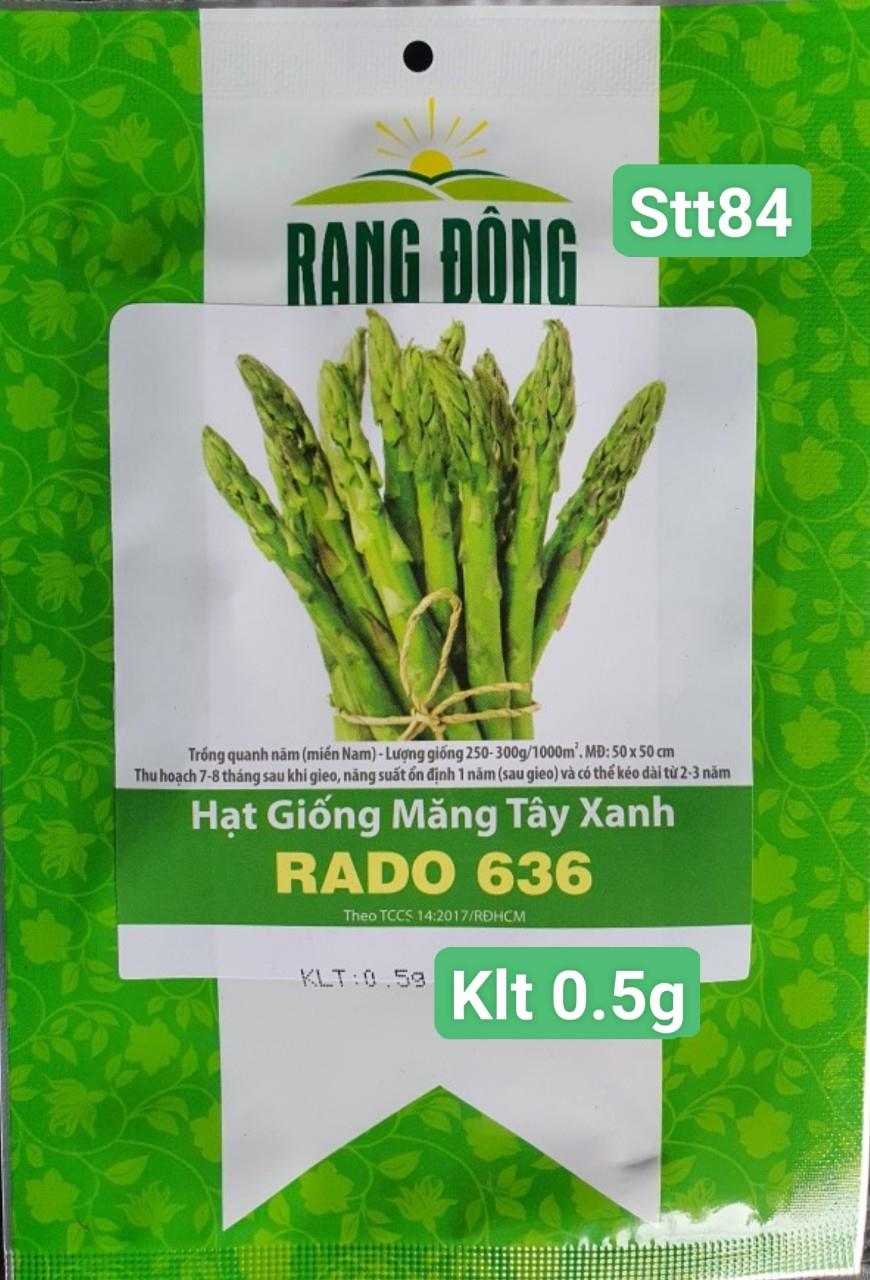 Stt84
RẠNG ĐÔNG
Trồng quanh năm (miền Nam) - Lượng giống 250- 300g/1000m². MĐ: 50 x 50 cm
Thu hoạch 7-8 tháng sau khi gieo, năng suất ổn định 1 năm (sau gieo) và có thể kéo dài từ 2-3 năm
Hạt Giống Măng Tây Xanh
RADO 636
Theo TCCS 14:2017/RĐHCM
KLT:0.5g
Klt 0.5g